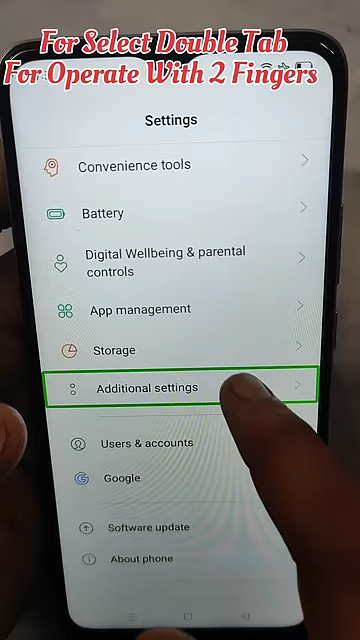 For Select Double Tab
For Operate With 2 Fingers
Settings
Convenience tools
Battery
Digital Wellbeing & parental
controls
App management
Storage
Additional settings
Users & accounts
Google
Software update
About phone